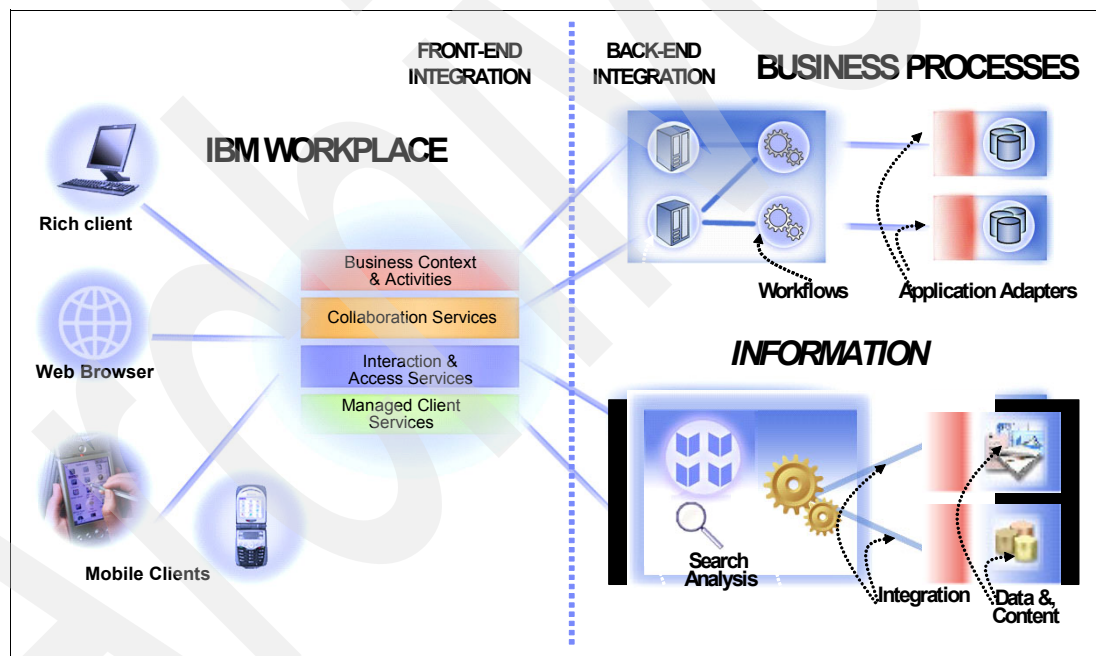 FRONT-END
INTEGRATION
BACK-END
INTEGRATION
BUSINESS PROCESSES
IBM WORKPLACE
Rich client
Web Browser
Mobile Clients
Business Context
& Activities
Collaboration Services
Interaction &
Access Services
Managed Client
Services
Workflows
Application Adapters
INFORMATION
Search
Analysis
Integration
Data &,
Content